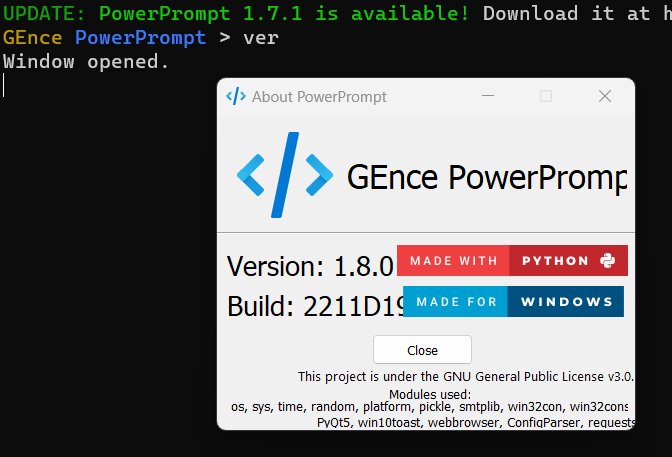 UPDATE: PowerPrompt 1.7.1 is available! Download it at h
GEnce PowerPrompt > ver
Window opened.
About PowerPrompt
GEnce PowerPromp
Version: 1.8.0
MADE WITH PYTHON
Build: 2211D19
MADE FOR WINDOWS
Close
This project is under the GNU General Public License v3.0.
Modules used:
os, sys, time, random, platform, pickle, smtplib, win32con, win32cons
PyQt5, win10toast, webbrowser, ConfigParser, requests